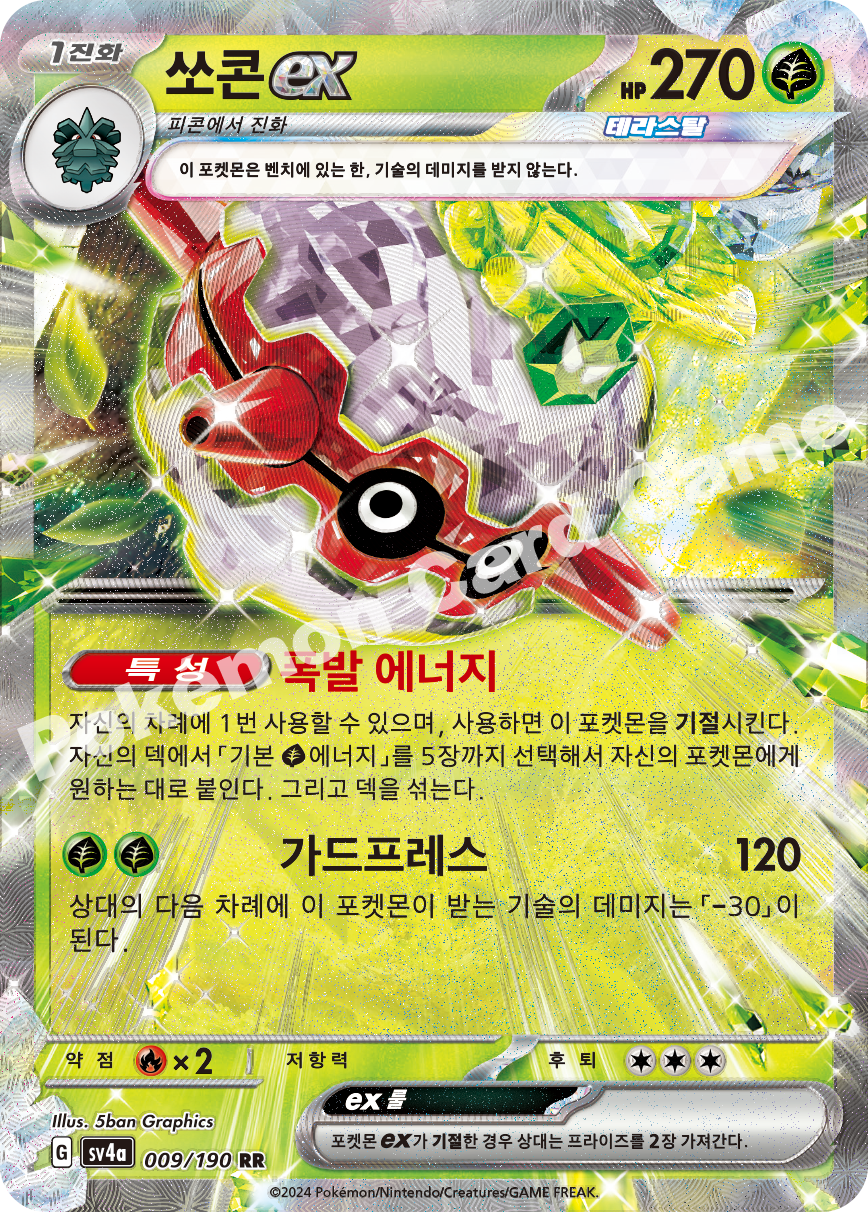 1진화
쏘콘 ex
HP 270
피콘에서 진화
테라스탈
이 포켓몬은 벤치에 있는 한, 기술의 데미지를 받지 않는다.
특성 폭발 에너지
자신의 차례에 1번 사용할 수 있으며, 사용하면 이 포켓몬을 기절시킨다.
자신의 덱에서 「기본 에너지」를 5장까지 선택해서 자신의 포켓몬에게
원하는 대로 붙인다. 그리고 덱을 섞는다.
가드프레스 120
상대의 다음 차례에 이 포켓몬이 받는 기술의 데미지는 「-30」이
된다.
약점 ×2 저항력 후퇴
ex 룰
포켓몬 ex가 기절한 경우 상대는 프라이즈를 2장 가져간다.
Illus. 5ban Graphics
G sv4a 009/190 RR
©2024 Pokémon/Nintendo/Creatures/GAME FREAK.
Pokémon Card Game